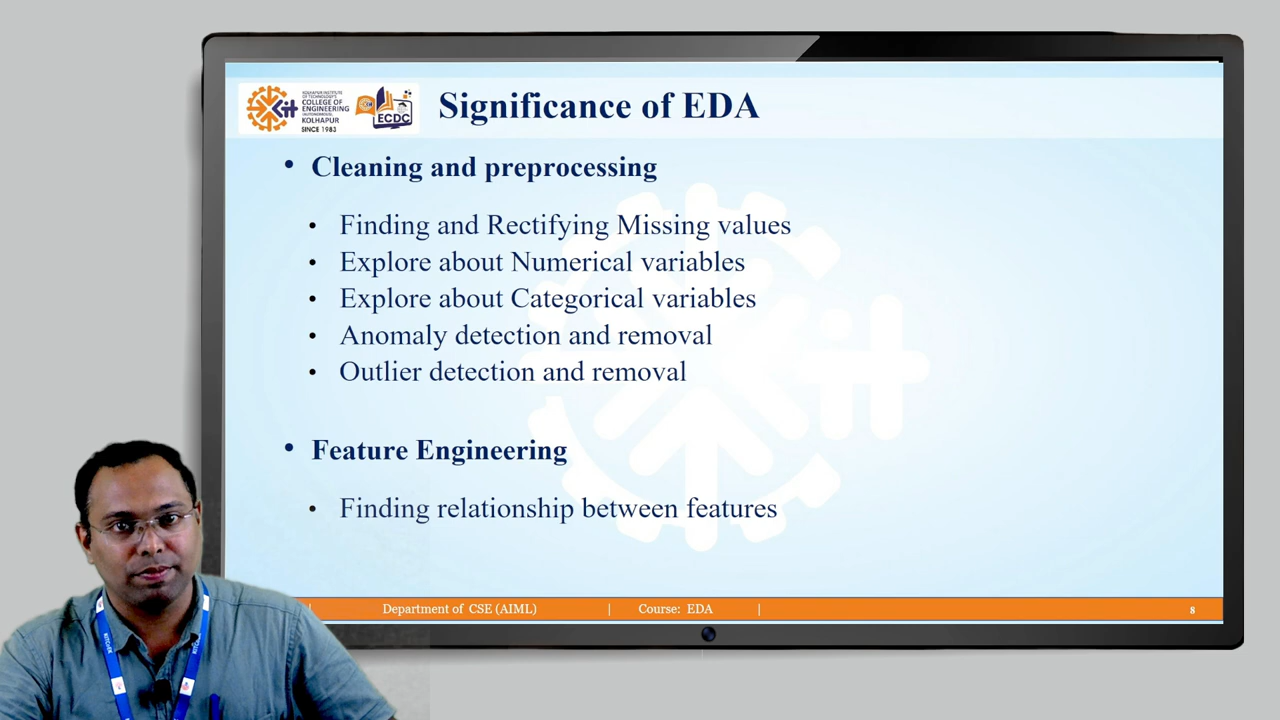 KOLHAPUR INSTITUTE
OF TECHNOLOGY'S
COLLEGE OF
ENGINEERING
(AUTONOMOUS),
KOLHAPUR
SINCE 1983
ECDC
Significance of EDA
• Cleaning and preprocessing
• Finding and Rectifying Missing values
• Explore about Numerical variables
• Explore about Categorical variables
• Anomaly detection and removal
• Outlier detection and removal
• Feature Engineering
• Finding relationship between features
| Department of CSE (AIML) | Course: EDA | 8